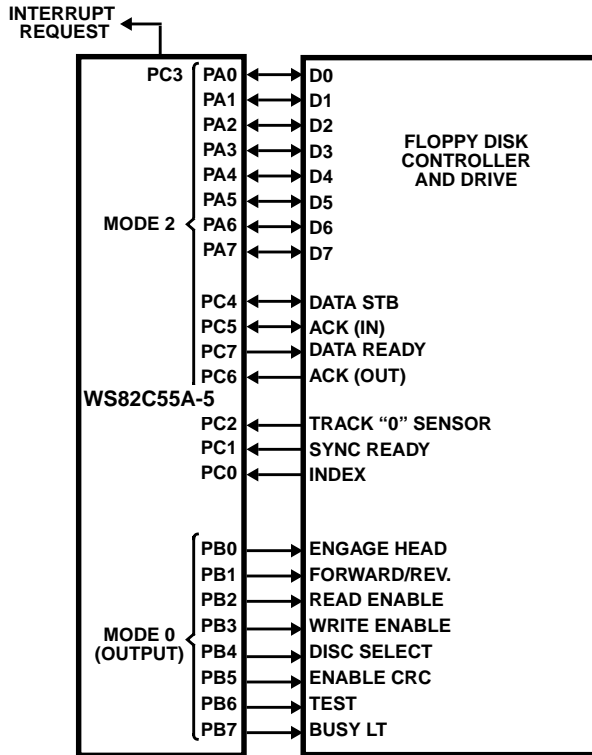 INTERRUPT
REQUEST
PC3 PA0 D0
PA1 D1
PA2 D2
PA3 D3
PA4 D4
PA5 D5
PA6 D6
PA7 D7
MODE 2
FLOPPY DISK
CONTROLLER
AND DRIVE
PC4 DATA STB
PC5 ACK (IN)
PC7 DATA READY
PC6 ACK (OUT)
WS82C55A-5
PC2 TRACK “0” SENSOR
PC1 SYNC READY
PC0 INDEX
PB0 ENGAGE HEAD
PB1 FORWARD/REV.
PB2 READ ENABLE
PB3 WRITE ENABLE
PB4 DISC SELECT
PB5 ENABLE CRC
PB6 TEST
PB7 BUSY LT
MODE 0
(OUTPUT)